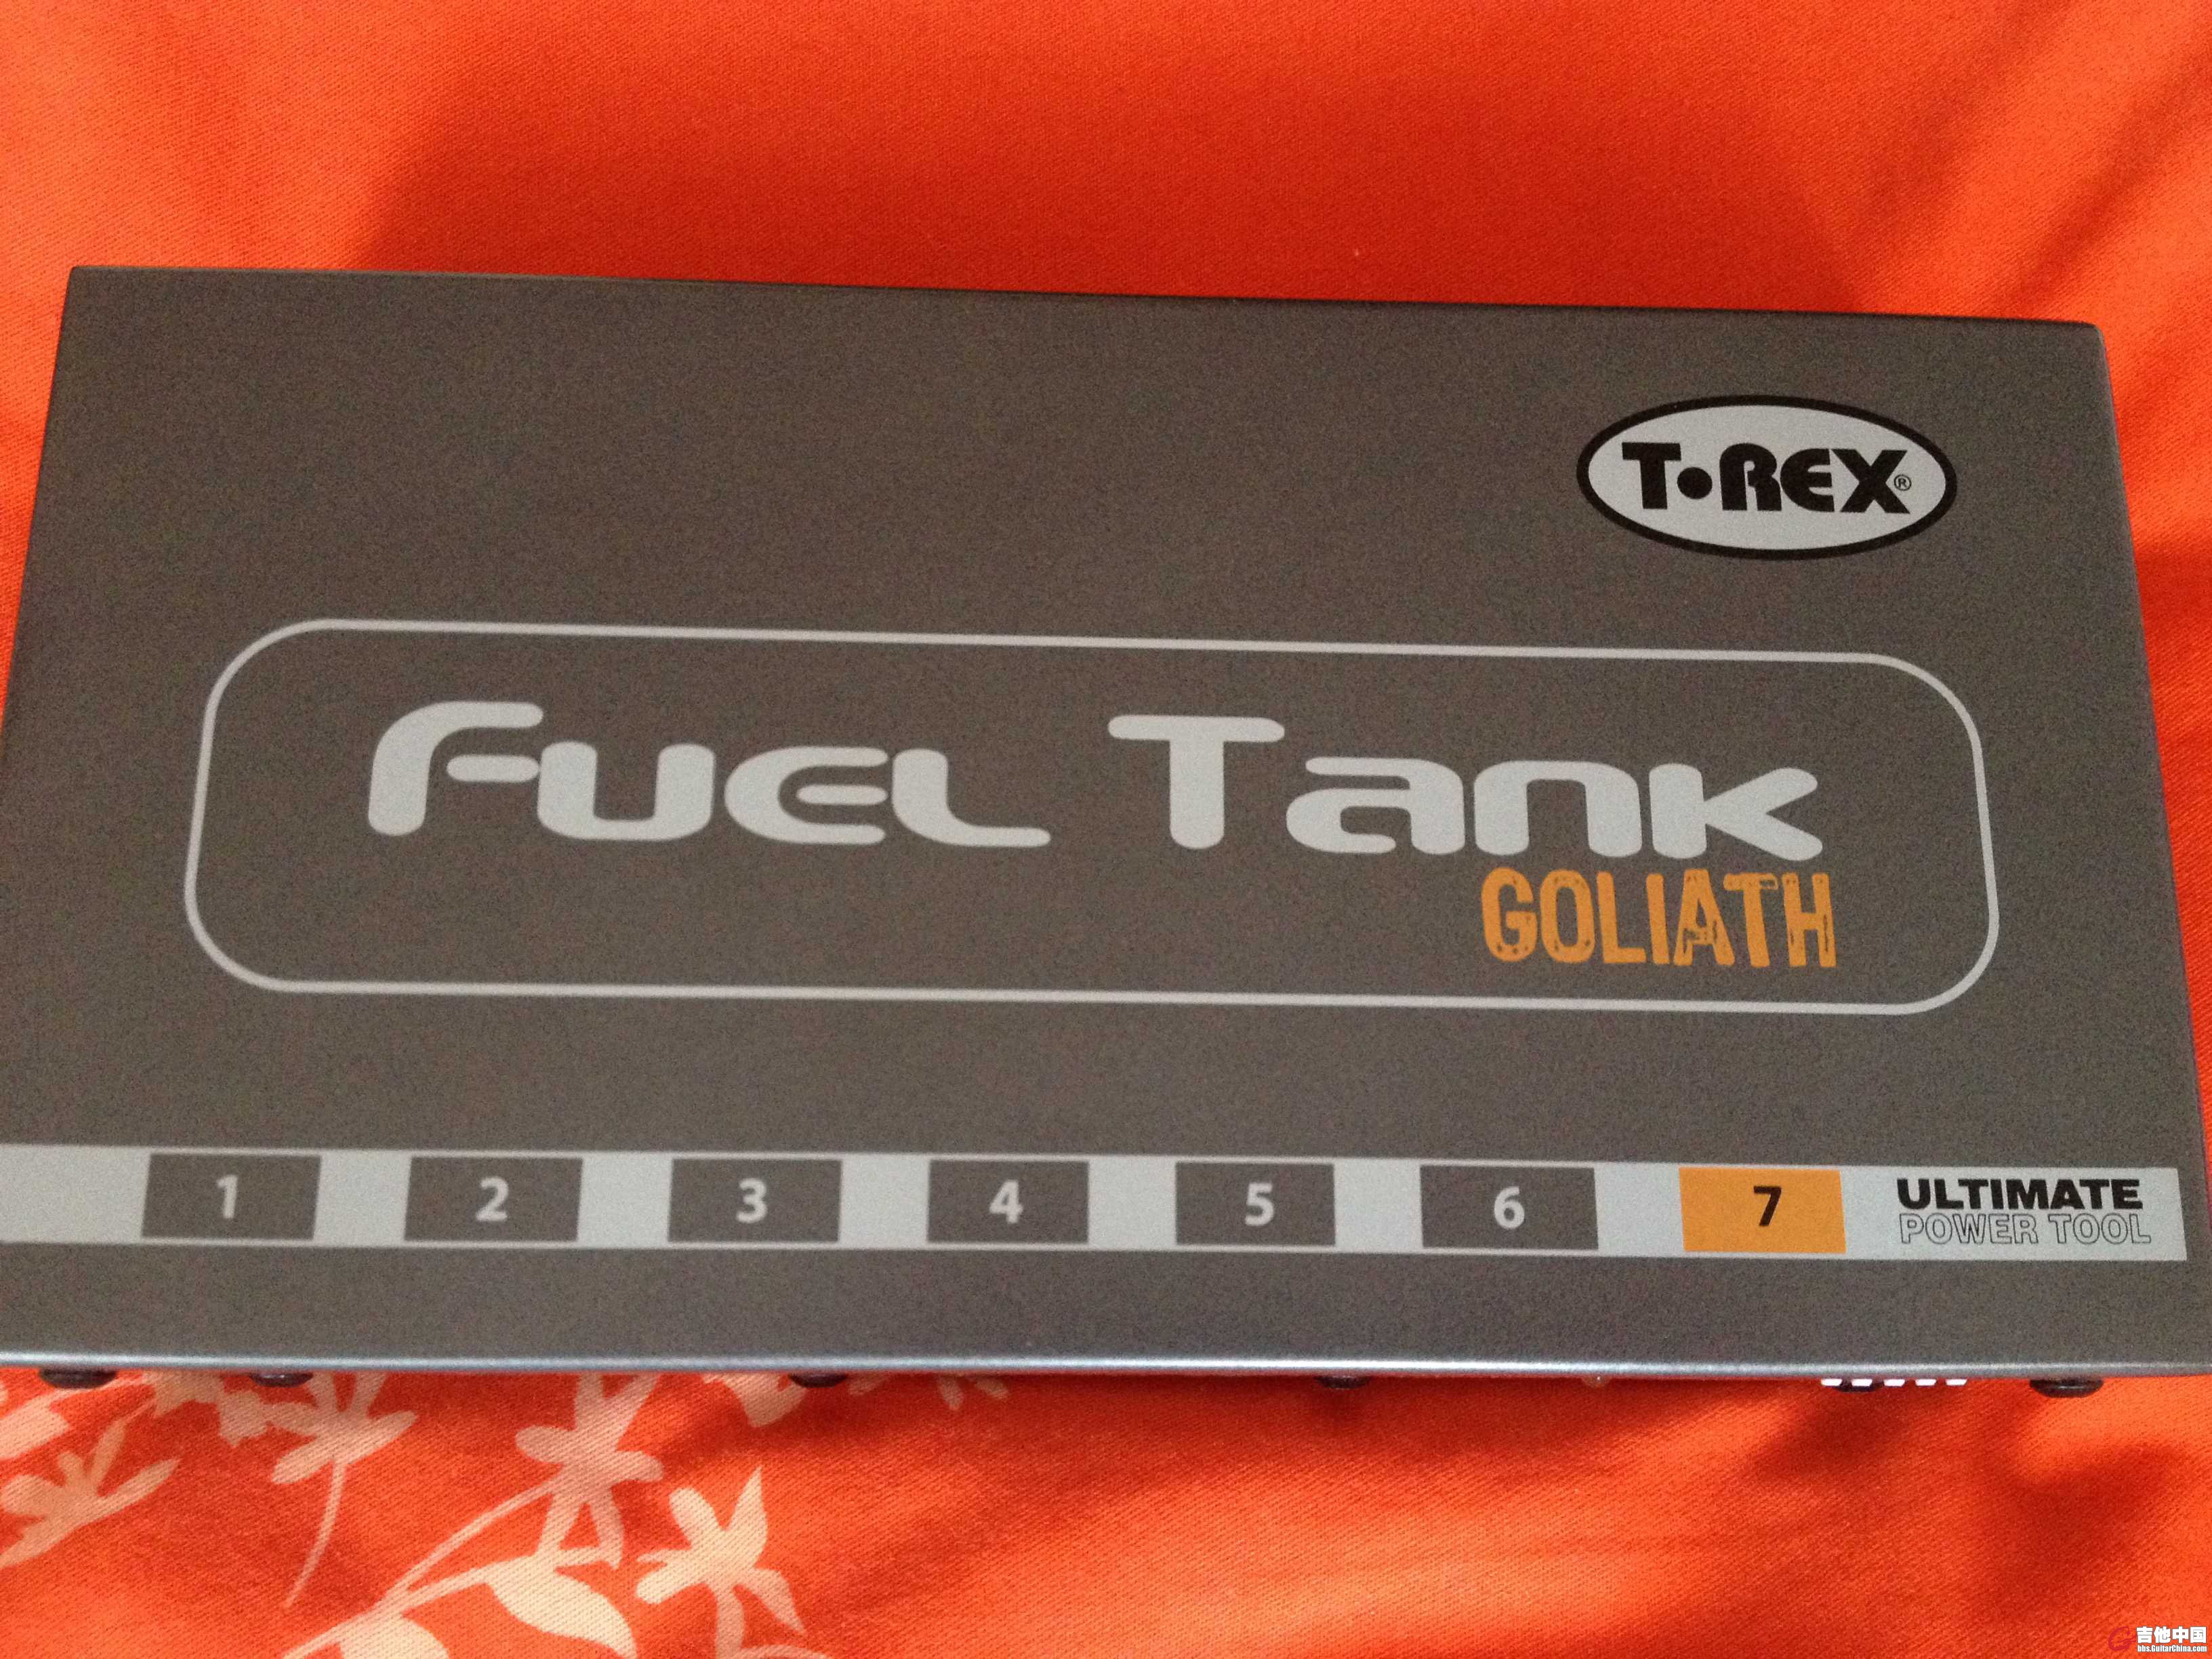 T•REX®
Fuel Tank
GOLIATH
1 2 3 4 5 6 7 ULTIMATE
POWER TOOL
吉他中国
bbs.GuitarChina.com